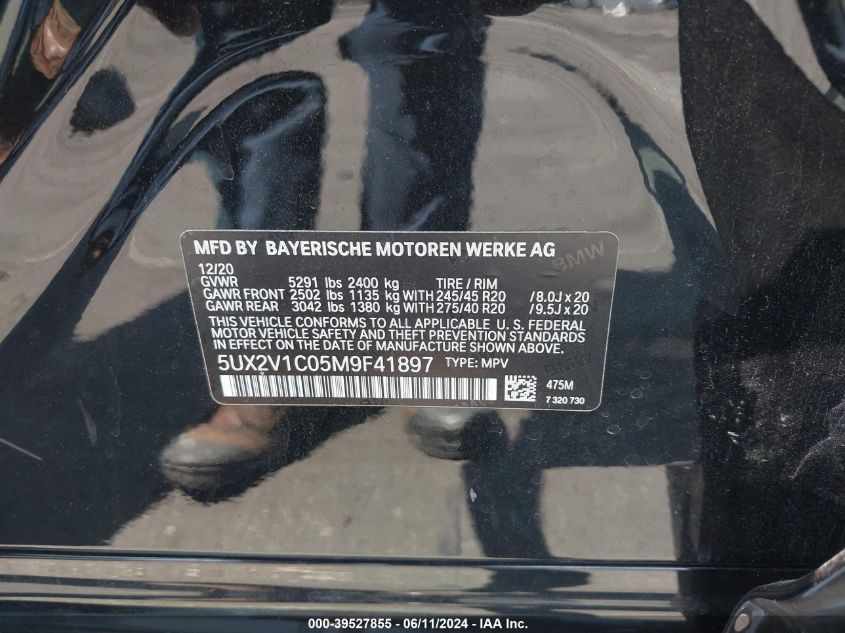 MFD BY BAYERISCHE MOTOREN WERKE AG
12/20
GVWR 5291 lbs 2400 kg TIRE / RIM
GAWR FRONT 2502 lbs 1135 kg WITH 245/45 R20 /8.0J x 20
GAWR REAR 3042 lbs 1380 kg WITH 275/40 R20 /9.5J x 20
THIS VEHICLE CONFORMS TO ALL APPLICABLE U. S. FEDERAL
MOTOR VEHICLE SAFETY AND THEFT PREVENTION STANDARDS
IN EFFECT ON THE DATE OF MANUFACTURE SHOWN ABOVE.
5UX2V1C05M9F41897 TYPE: MPV
475M
7 320 730
BMW
000-39527855 - 06/11/2024 - IAA Inc.